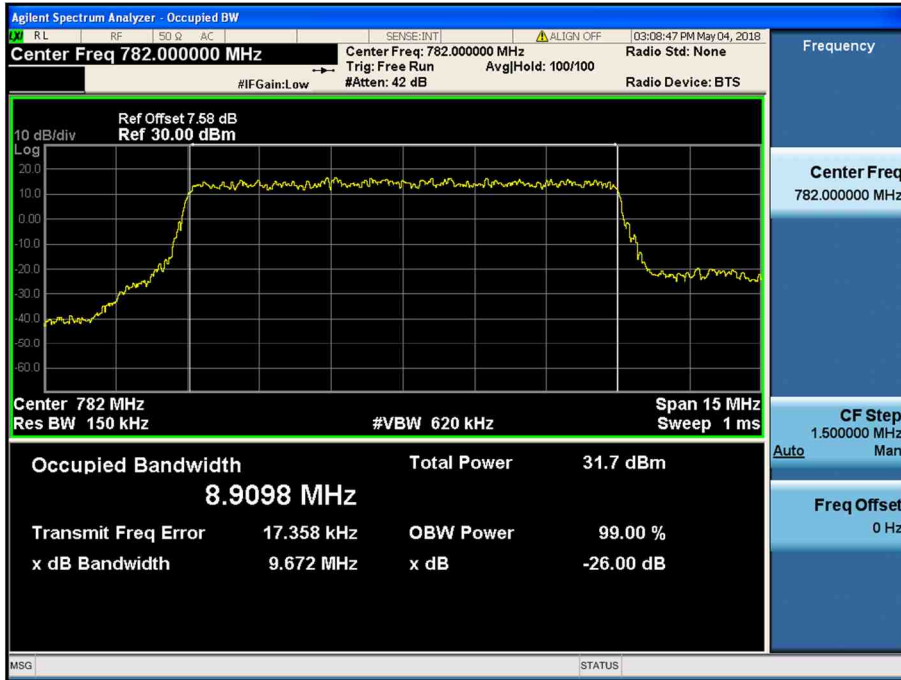 Agilent Spectrum Analyzer - Occupied BW
LXI RL RF 50 Ω AC SENSE:INT ALIGN OFF 03:08:47 PM May 04, 2018
Center Freq 782.000000 MHz
Center Freq: 782.000000 MHz
Radio Std: None
Trig: Free Run Avg|Hold: 100/100
#IFGain:Low
#Atten: 42 dB
Radio Device: BTS
Ref Offset 7.58 dB
10 dB/div Ref 30.00 dBm
Log
20.0
10.0
0.00
-10.0
-20.0
-30.0
-40.0
-50.0
-60.0
Center 782 MHz Span 15 MHz
Res BW 150 kHz #VBW 620 kHz Sweep 1 ms
Occupied Bandwidth Total Power 31.7 dBm
8.9098 MHz
Transmit Freq Error 17.358 kHz OBW Power 99.00 %
x dB Bandwidth 9.672 MHz x dB -26.00 dB
MSG STATUS
Frequency
Center Freq
782.000000 MHz
CF Step
1.500000 MHz
Auto Man
Freq Offset
0 Hz